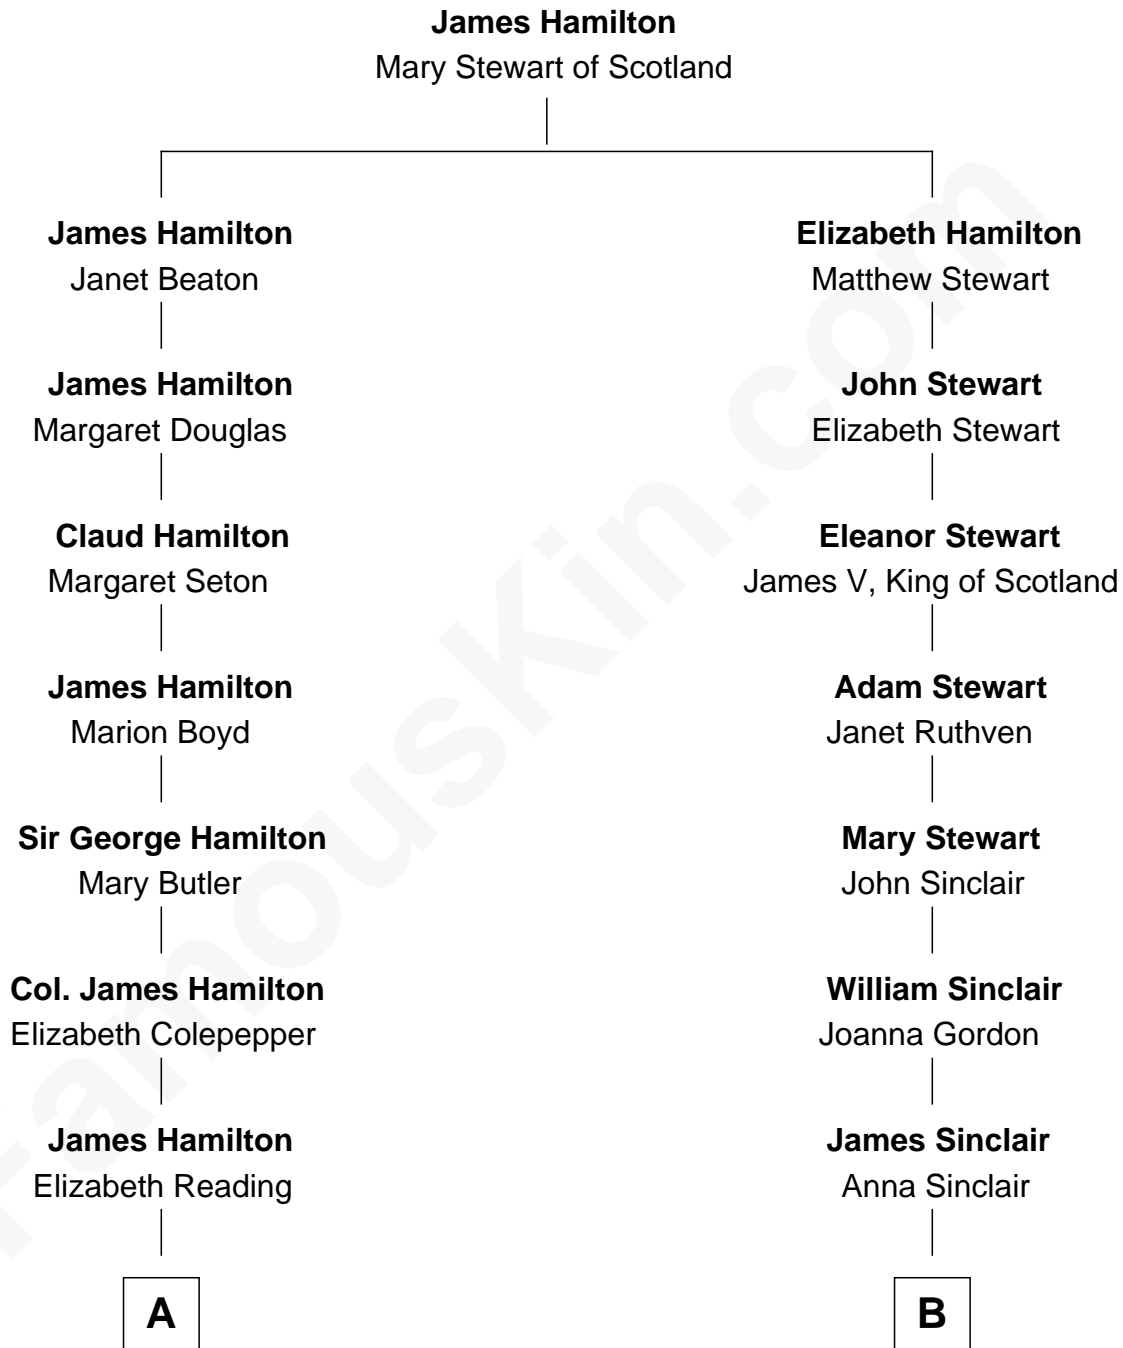 James Hamilton
Mary Stewart of Scotland
James Hamilton
Janet Beaton
Elizabeth Hamilton
Matthew Stewart
James Hamilton
Margaret Douglas
John Stewart
Elizabeth Stewart
Claud Hamilton
Margaret Seton
Eleanor Stewart
James V, King of Scotland
James Hamilton
Marion Boyd
Adam Stewart
Janet Ruthven
Sir George Hamilton
Mary Butler
Mary Stewart
John Sinclair
Col. James Hamilton
Elizabeth Colepepper
William Sinclair
Joanna Gordon
James Hamilton
Elizabeth Reading
James Sinclair
Anna Sinclair
A
B
FamousKin.com